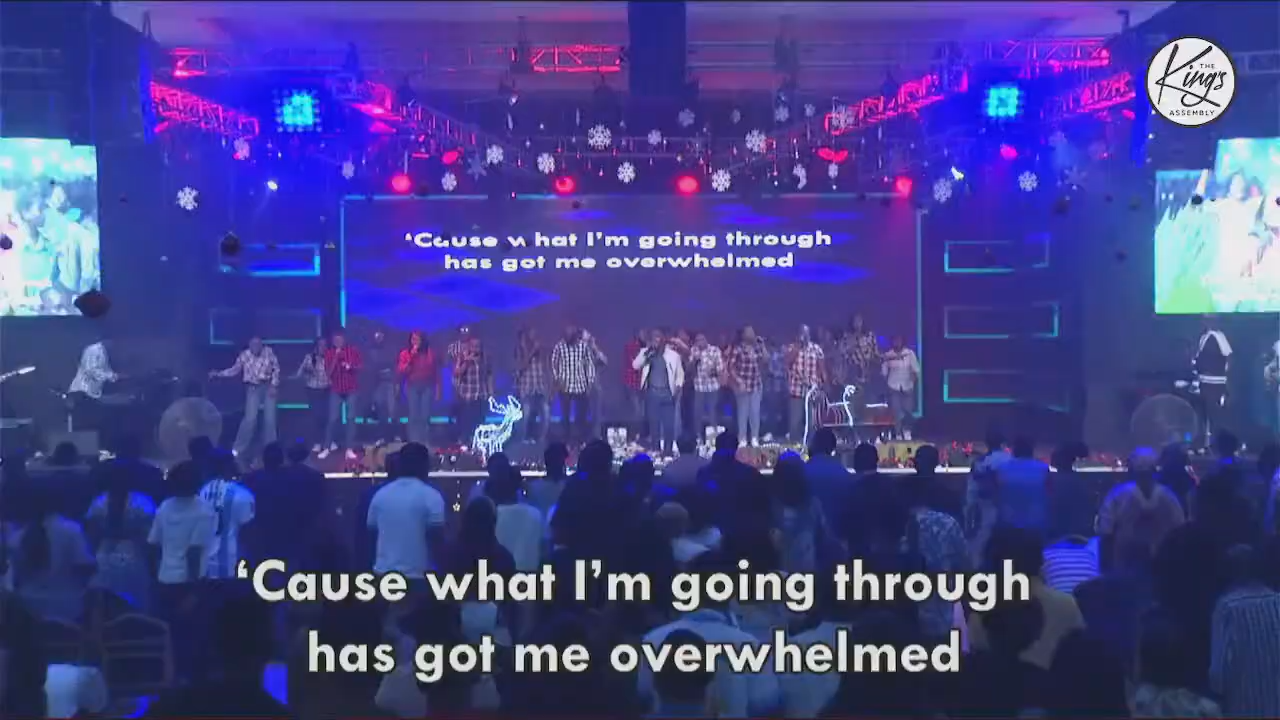 THE
King's
ASSEMBLY
‘Cause what I’m going through
has got me overwhelmed
‘Cause what I’m going through
has got me overwhelmed